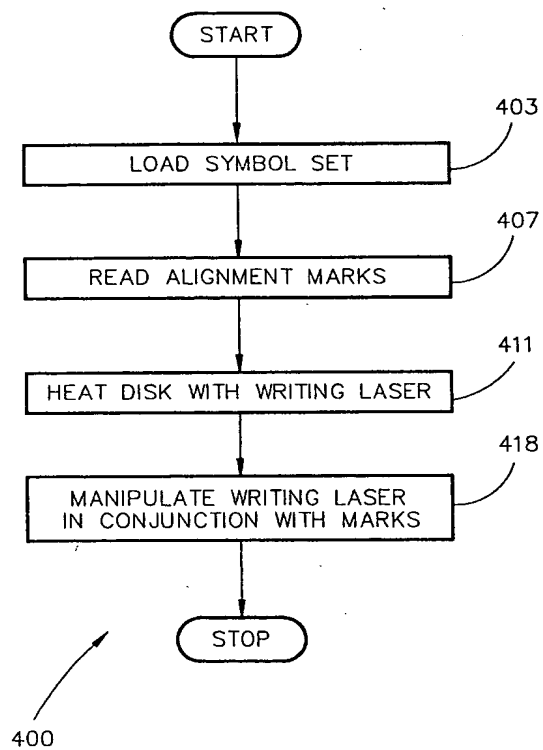 START
403
LOAD SYMBOL SET
407
READ ALIGNMENT MARKS
411
HEAT DISK WITH WRITING LASER
418
MANIPULATE WRITING LASER
IN CONJUNCTION WITH MARKS
STOP
400